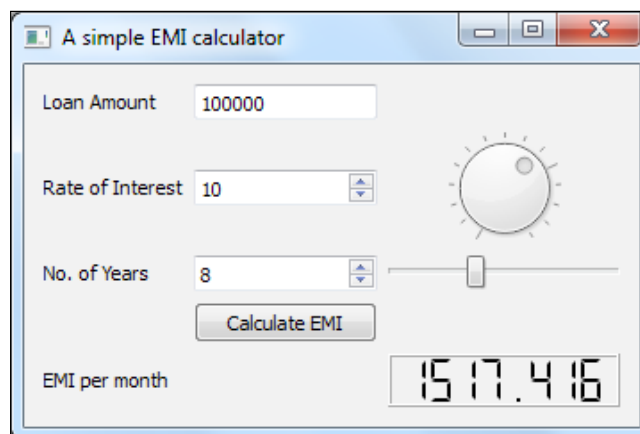 A simple EMI calculator
Loan Amount 100000
Rate of Interest 10
No. of Years 8
Calculate EMI
EMI per month 1517.416